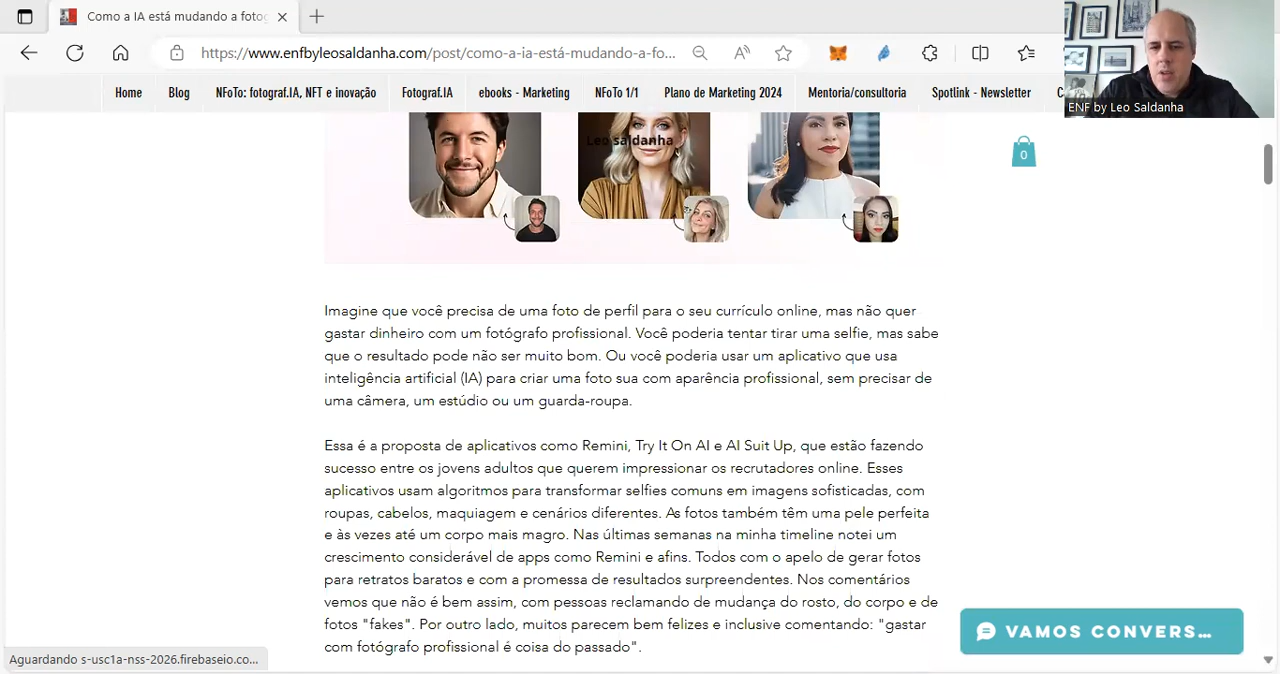 Como a IA está mudando a fotog
https://www.enfbyleosaldanha.com/post/como-a-ia-está-mudando-a-fo...
ENF by Leo Saldanha
Home
Blog
NFoTo: fotograf.IA, NFT e inovação
Fotograf.IA
ebooks - Marketing
NFoTo 1/1
Plano de Marketing 2024
Mentoria/consultoria
Spotlink - Newsletter
C
Leo saldanha
0
Imagine que você precisa de uma foto de perfil para o seu currículo online, mas não quer
gastar dinheiro com um fotógrafo profissional. Você poderia tentar tirar uma selfie, mas sabe
que o resultado pode não ser muito bom. Ou você poderia usar um aplicativo que usa
inteligência artificial (IA) para criar uma foto sua com aparência profissional, sem precisar de
uma câmera, um estúdio ou um guarda-roupa.
Essa é a proposta de aplicativos como Remini, Try It On AI e AI Suit Up, que estão fazendo
sucesso entre os jovens adultos que querem impressionar os recrutadores online. Esses
aplicativos usam algoritmos para transformar selfies comuns em imagens sofisticadas, com
roupas, cabelos, maquiagem e cenários diferentes. As fotos também têm uma pele perfeita
e às vezes até um corpo mais magro. Nas últimas semanas na minha timeline notei um
crescimento considerável de apps como Remini e afins. Todos com o apelo de gerar fotos
para retratos baratos e com a promessa de resultados surpreendentes. Nos comentários
vemos que não é bem assim, com pessoas reclamando de mudança do rosto, do corpo e de
fotos "fakes". Por outro lado, muitos parecem bem felizes e inclusive comentando: "gastar
com fotógrafo profissional é coisa do passado".
VAMOS CONVERS...
Aguardando s-usc1a-nss-2026.firebaseio.co...